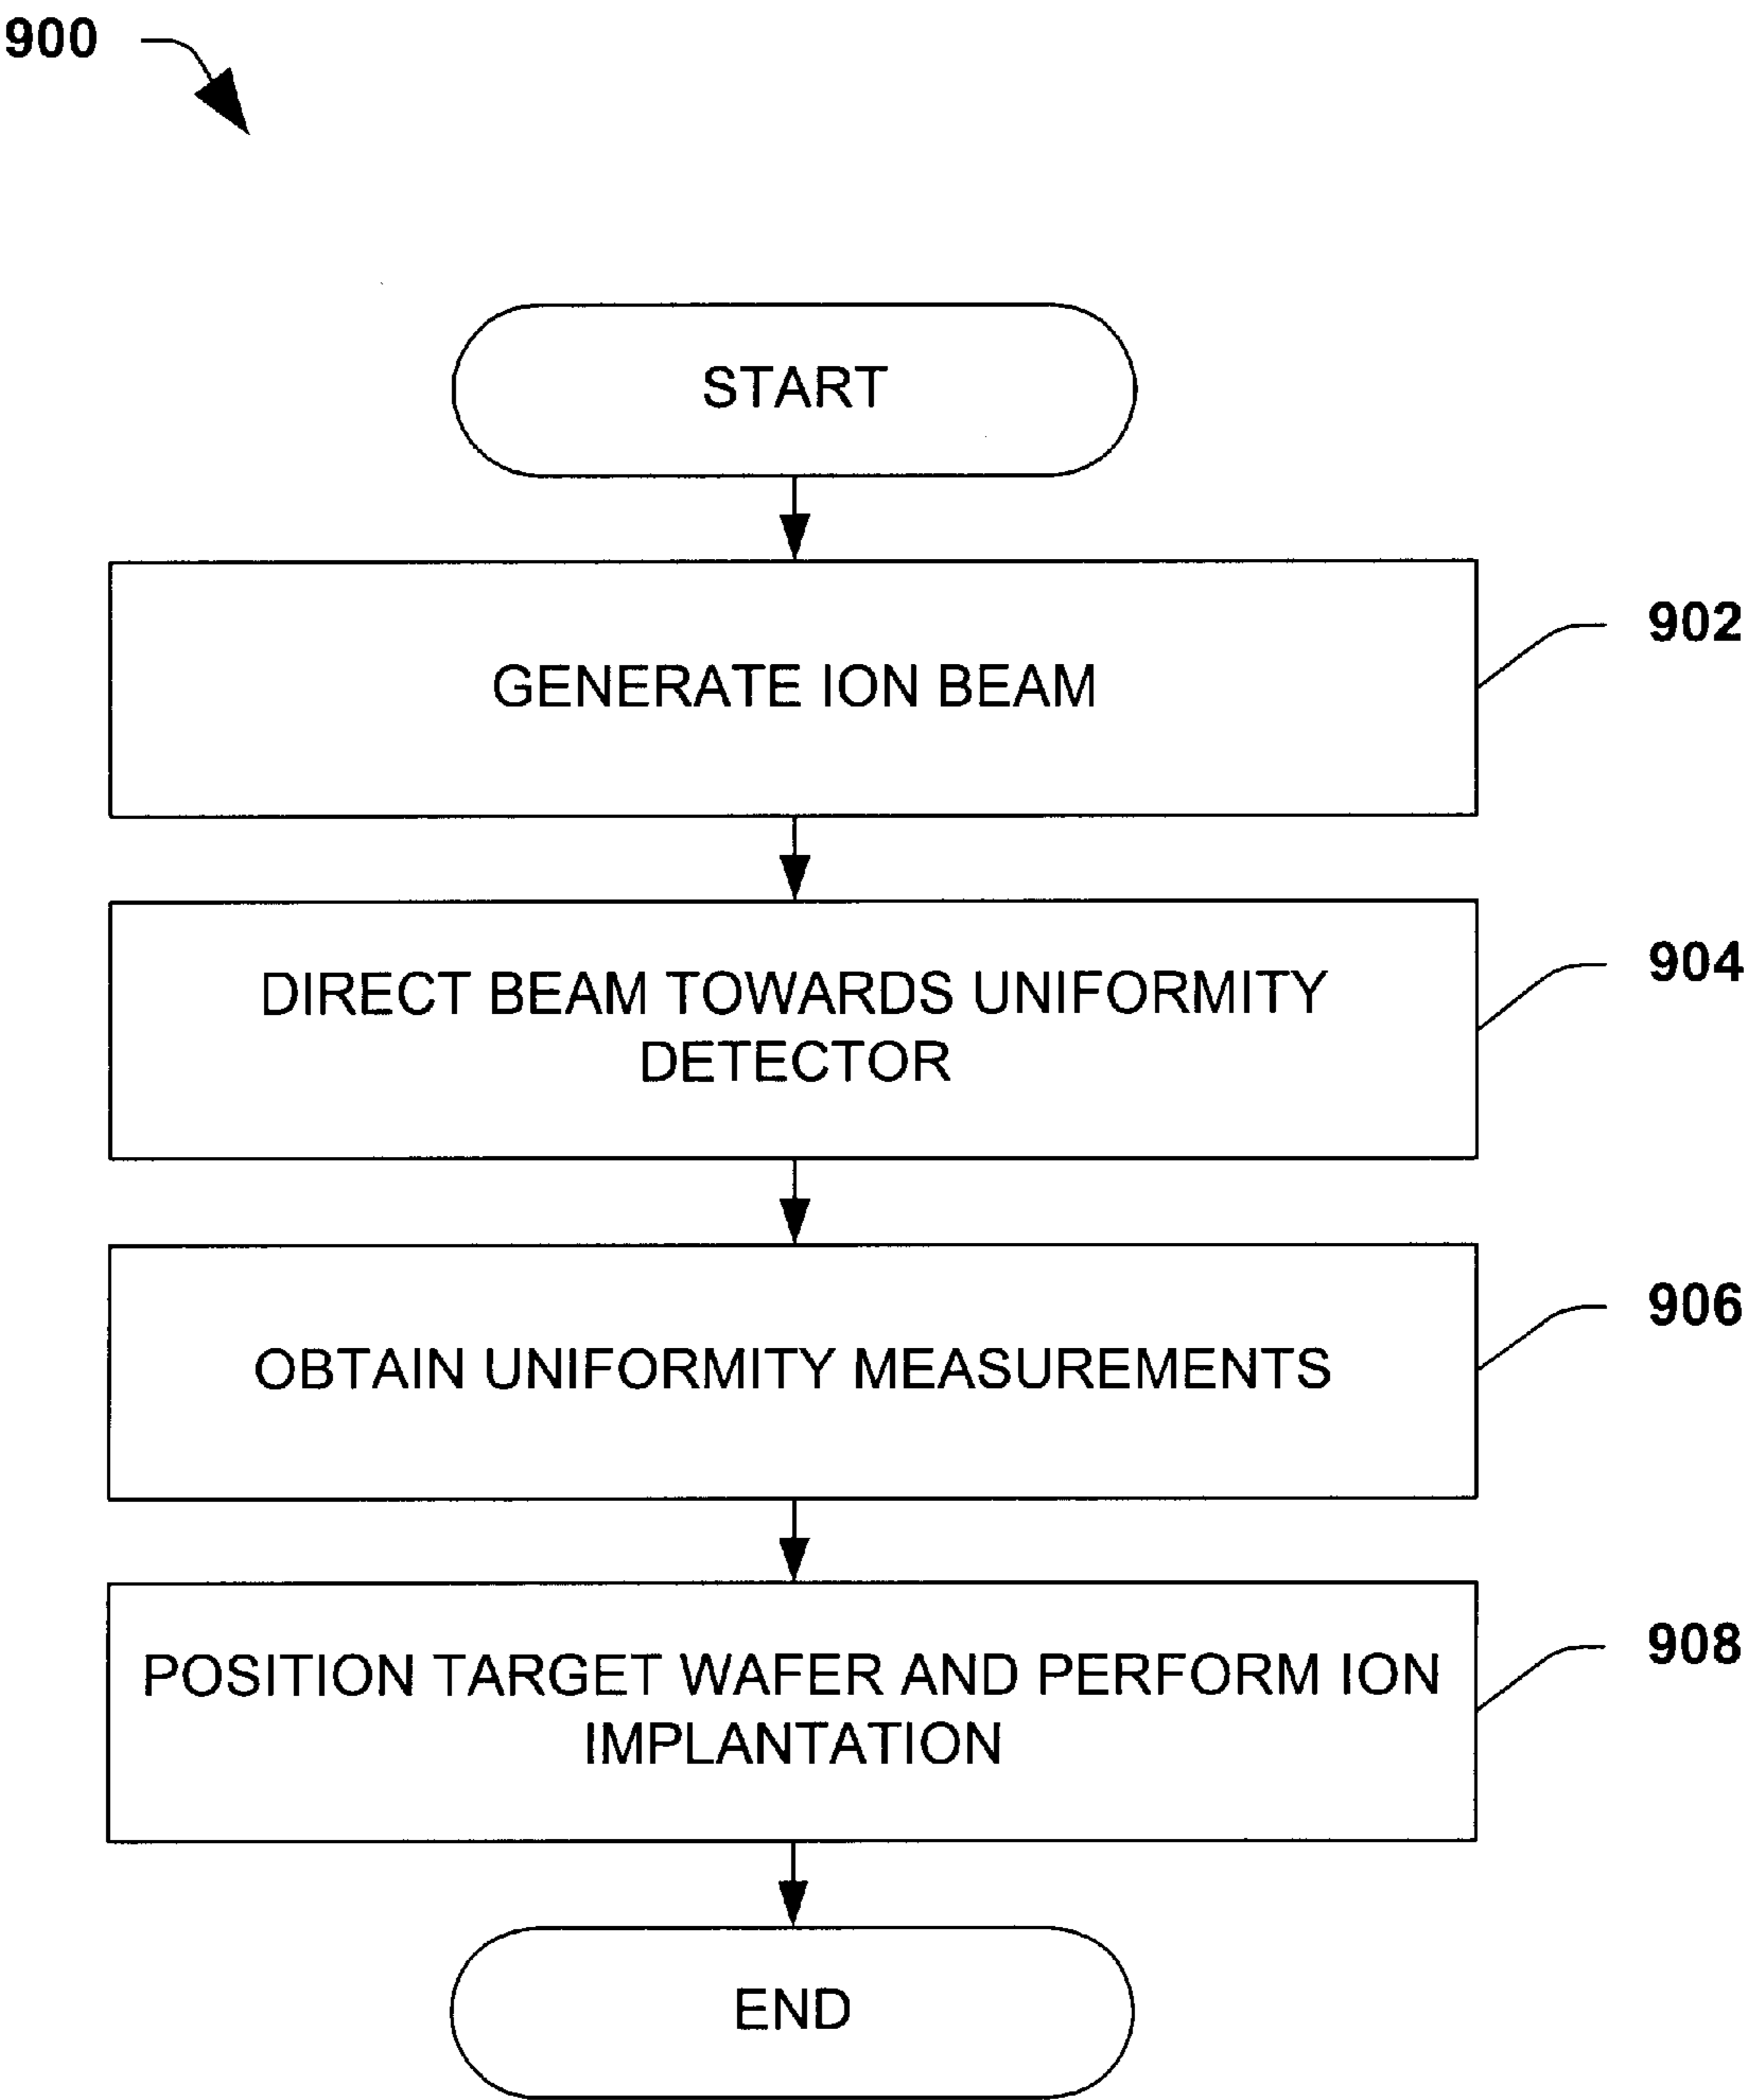 900
START
GENERATE ION BEAM
902
DIRECT BEAM TOWARDS UNIFORMITY
DETECTOR
904
OBTAIN UNIFORMITY MEASUREMENTS
906
POSITION TARGET WAFER AND PERFORM ION
IMPLANTATION
908
END